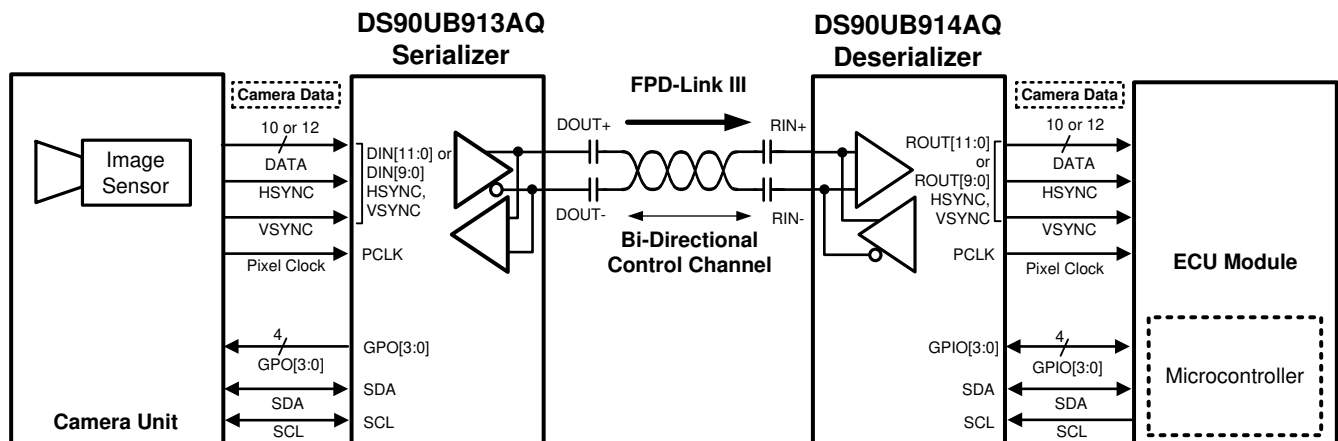 DS90UB913AQ
Serializer
DS90UB914AQ
Deserializer
Camera Data
FPD-Link III
Camera Data
Image
Sensor
10 or 12
DATA
HSYNC
VSYNC
Pixel Clock
4
GPO[3:0]
SDA
SCL
Camera Unit
DIN[11:0] or
DIN[9:0]
HSYNC,
VSYNC
PCLK
GPO[3:0]
SDA
SCL
DOUT+
DOUT-
RIN+
RIN-
Bi-Directional
Control Channel
ROUT[11:0]
or
ROUT[9:0]
HSYNC,
VSYNC
PCLK
GPIO[3:0]
SDA
SCL
10 or 12
DATA
HSYNC
VSYNC
Pixel Clock
4
GPIO[3:0]
SDA
SCL
ECU Module
Microcontroller